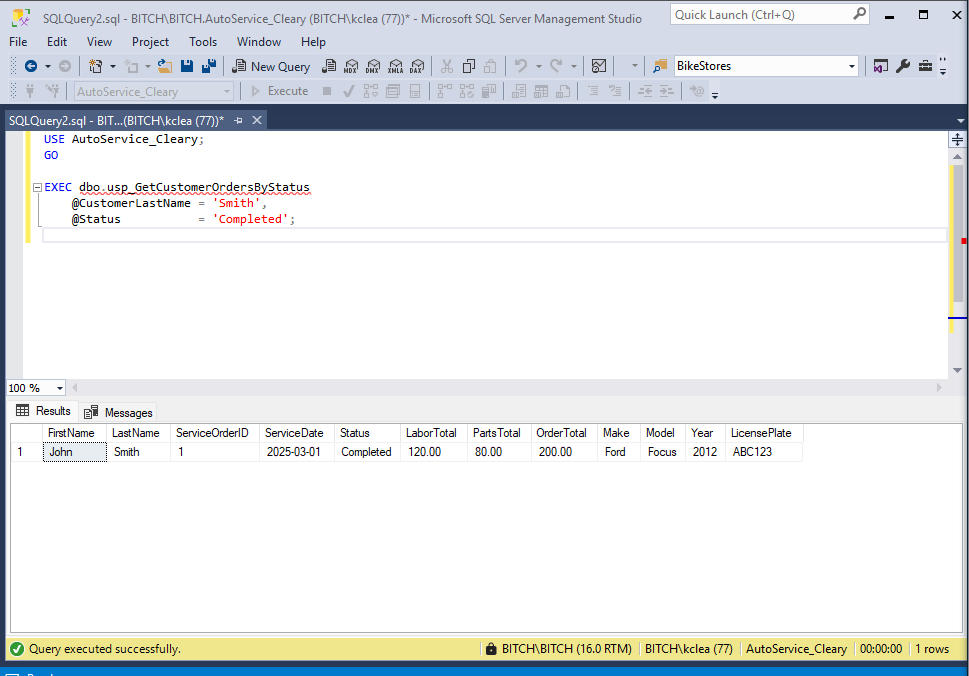 SQLQuery2.sql - BITCH\BITCH.AutoService_Cleary (BITCH\kclea (77))* - Microsoft SQL Server Management Studio
Quick Launch (Ctrl+Q)
File Edit View Project Tools Window Help
New Query MDX DMX XMLA DAX BikeStores
AutoService_Cleary Execute
SQLQuery2.sql - BIT...(BITCH\kclea (77))*
USE AutoService_Cleary;
GO
EXEC dbo.usp_GetCustomerOrdersByStatus
@CustomerLastName = 'Smith',
@Status = 'Completed';
100 %
Results Messages
FirstName LastName ServiceOrderID ServiceDate Status LaborTotal PartsTotal OrderTotal Make Model Year LicensePlate
1 John Smith 1 2025-03-01 Completed 120.00 80.00 200.00 Ford Focus 2012 ABC123
Query executed successfully. BITCH\BITCH (16.0 RTM) BITCH\kclea (77) AutoService_Cleary 00:00:00 1 rows